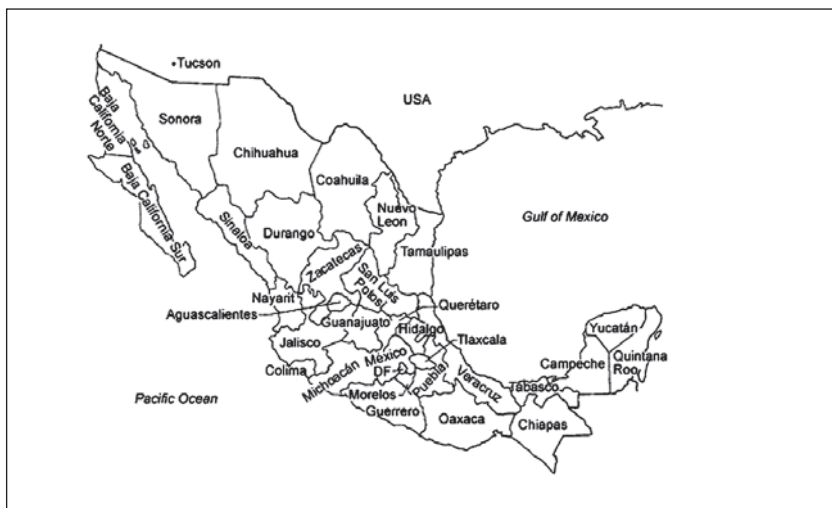 •Tucson
USA
Baja
California
Norte
Sonora
Chihuahua
Coahuila
Baja California Sur
Sinaloa
Nuevo
Leon
Durango
Gulf of Mexico
Tamaulipas
Zacatecas
San Luis
Potosi
Nayarit
Querétaro
Aguascalientes
Guanajuato
Hidalgo
Yucatán
Jalisco
Tlaxcala
México
Campeche
Quintana
Roo
Colima
Michoacán
DF
Puebla
Veracruz
Tabasco
Pacific Ocean
Morelos
Guerrero
Oaxaca
Chiapas